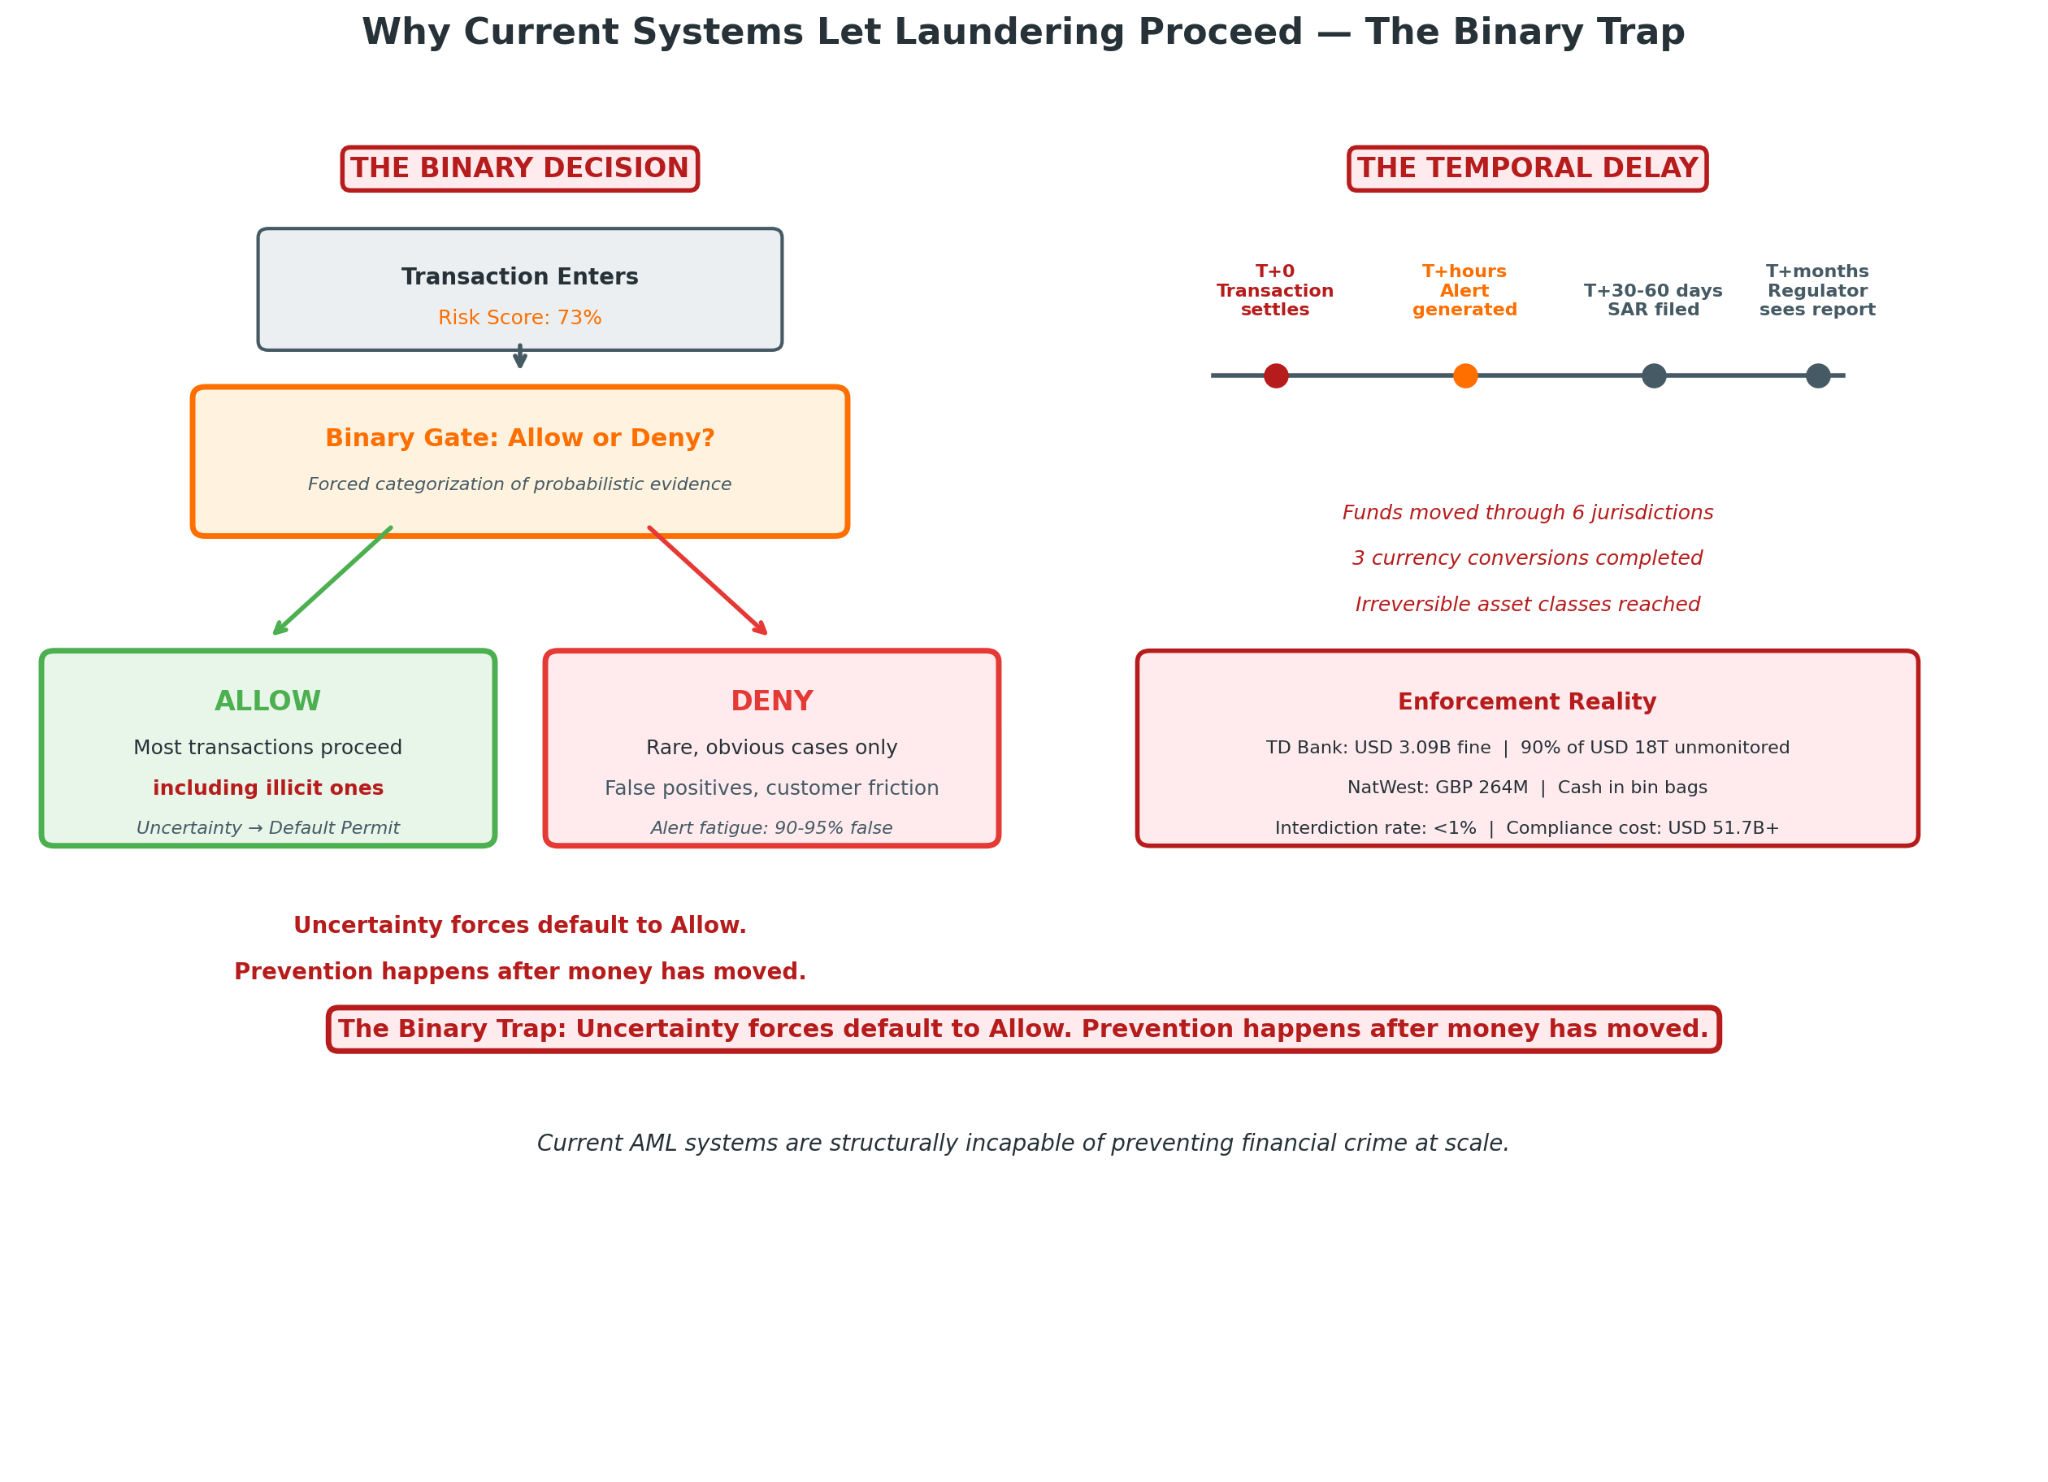 Why Current Systems Let Laundering Proceed — The Binary Trap
THE BINARY DECISION
Transaction Enters
Risk Score: 73%
Binary Gate: Allow or Deny?
Forced categorization of probabilistic evidence
ALLOW
Most transactions proceed
including illicit ones
Uncertainty → Default Permit
DENY
Rare, obvious cases only
False positives, customer friction
Alert fatigue: 90-95% false
Uncertainty forces default to Allow.
Prevention happens after money has moved.
THE TEMPORAL DELAY
T+0
Transaction
settles
T+hours
Alert
generated
T+30-60 days
SAR filed
T+months
Regulator
sees report
Funds moved through 6 jurisdictions
3 currency conversions completed
Irreversible asset classes reached
Enforcement Reality
TD Bank: USD 3.09B fine | 90% of USD 18T unmonitored
NatWest: GBP 264M | Cash in bin bags
Interdiction rate: <1% | Compliance cost: USD 51.7B+
The Binary Trap: Uncertainty forces default to Allow. Prevention happens after money has moved.
Current AML systems are structurally incapable of preventing financial crime at scale.